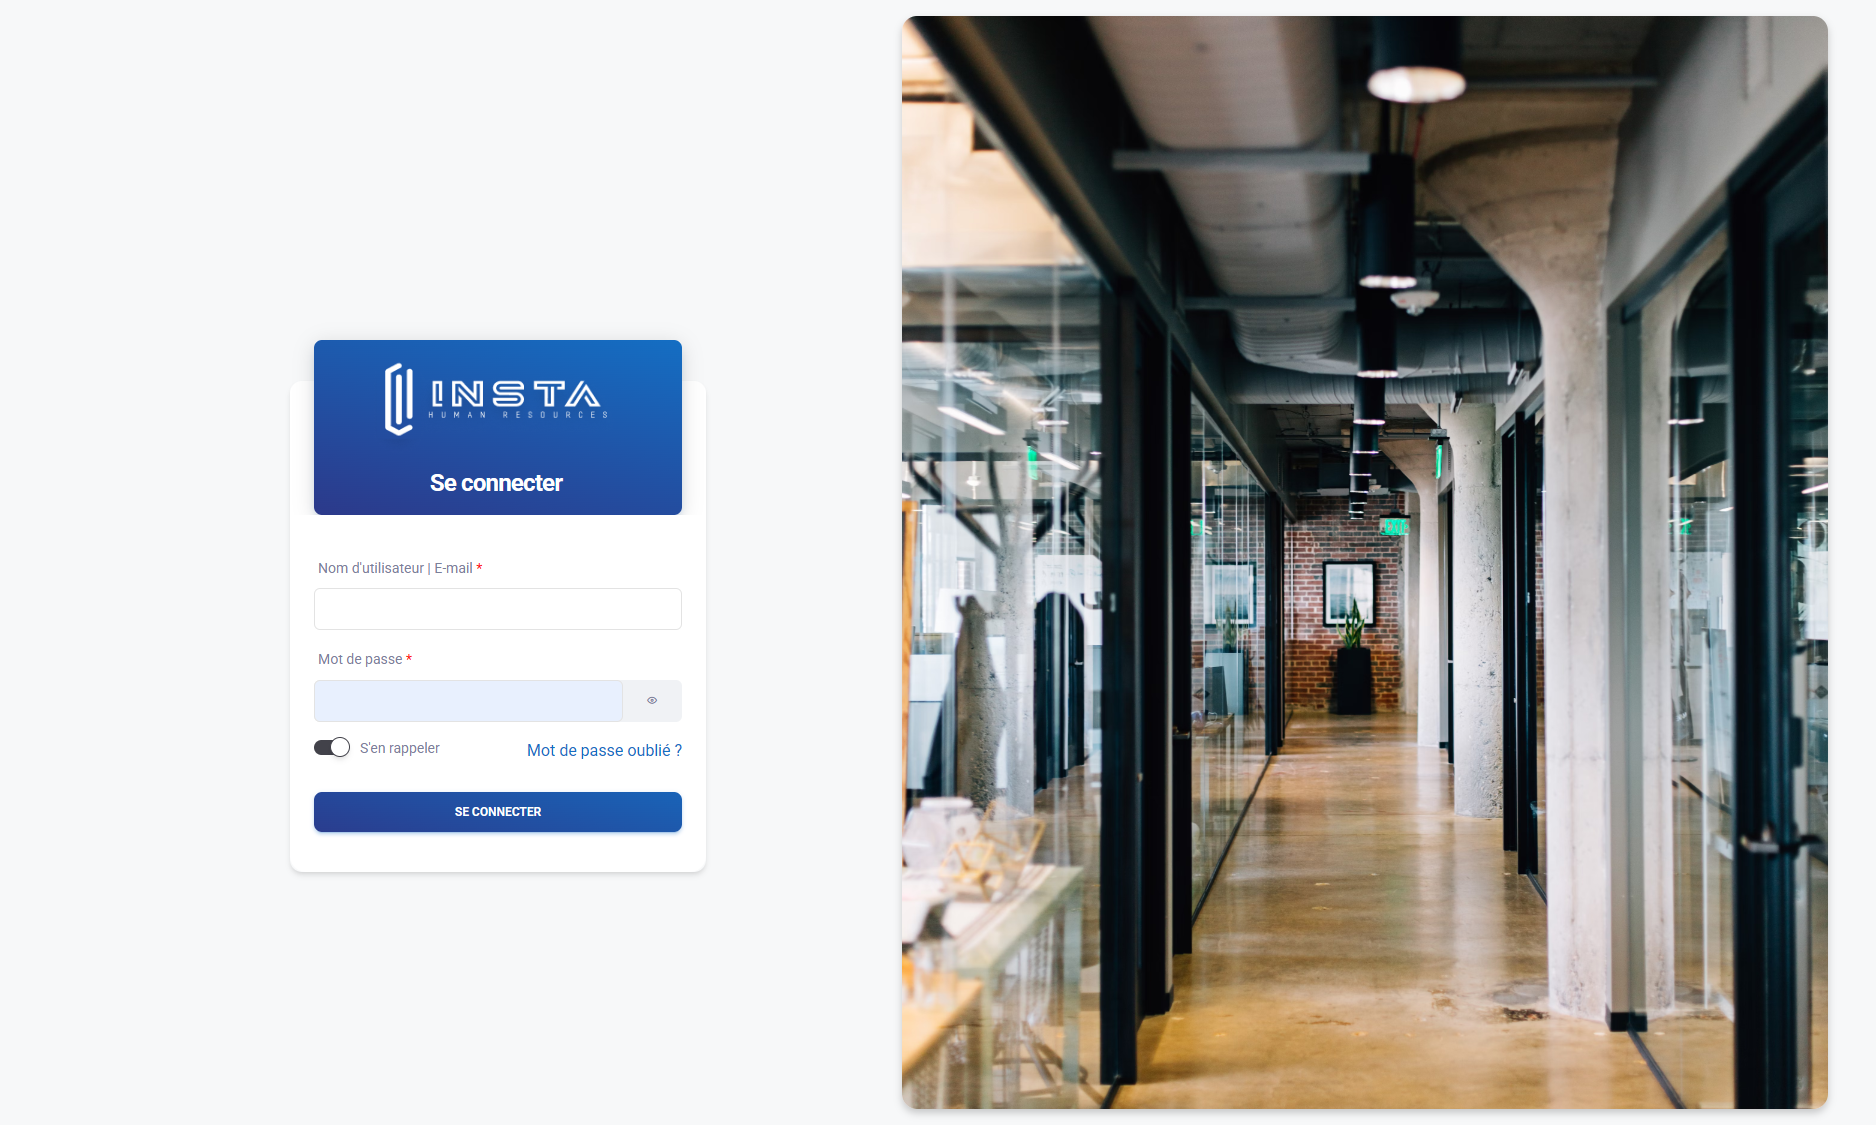 INSTA
HUMAN RESOURCES
Se connecter
Nom d'utilisateur | E-mail *
Mot de passe *
S'en rappeler
Mot de passe oublié ?
SE CONNECTER
EXIT